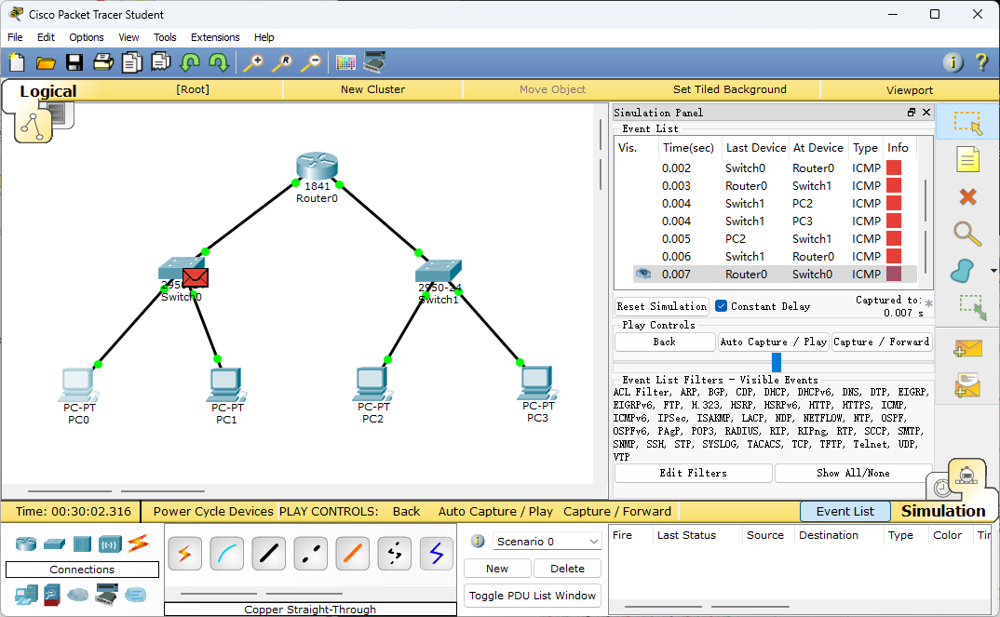 Cisco Packet Tracer Student
File Edit Options View Tools Extensions Help
Logical [Root] New Cluster Move Object Set Tiled Background Viewport
Simulation Panel
Event List
Vis. Time(sec) Last Device At Device Type Info
0.002 Switch0 Router0 ICMP
0.003 Router0 Switch1 ICMP
0.004 Switch1 PC2 ICMP
0.004 Switch1 PC3 ICMP
0.005 PC2 Switch1 ICMP
0.006 Switch1 Router0 ICMP
0.007 Router0 Switch0 ICMP
Reset Simulation Constant Delay Captured to:
0.007 s
Play Controls
Back Auto Capture / Play Capture / Forward
Event List Filters - Visible Events
ACL Filter, ARP, BGP, CDP, DHCP, DHCPv6, DNS, DTP, EIGRP,
EIGRPv6, FTP, H.323, HSRP, HSRPv6, HTTP, HTTPS, ICMP,
ICMPv6, IPSec, ISAKMP, LACP, NDP, NETFLOW, NTP, OSPF,
OSPFv6, PAgP, POP3, RADIUS, RIP, RIPng, RTP, SCCP, SMTP,
SNMP, SSH, STP, SYSLOG, TACACS, TCP, TFTP, Telnet, UDP,
VTP
Edit Filters Show All/None
1841
Router0
Switch0
2950-24
Switch1
PC-PT
PC0
PC-PT
PC1
PC-PT
PC2
PC-PT
PC3
Time: 00:30:02.316 Power Cycle Devices PLAY CONTROLS: Back Auto Capture / Play Capture / Forward Event List Simulation
Connections
Copper Straight-Through
Scenario 0
New Delete
Toggle PDU List Window
Fire Last Status Source Destination Type Color